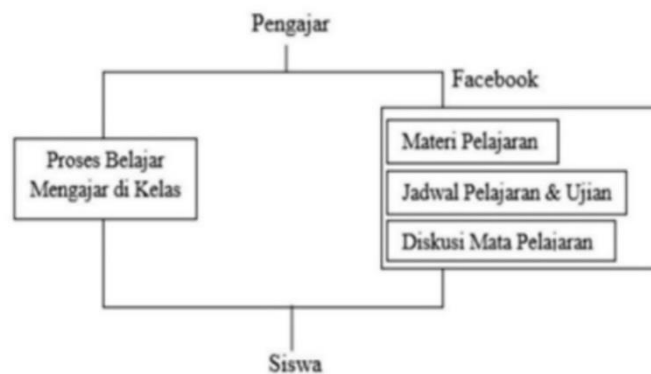 Pengajar
Facebook
Proses Belajar
Mengajar di Kelas
Materi Pelajaran
Jadwal Pelajaran & Ujian
Diskusi Mata Pelajaran
Siswa